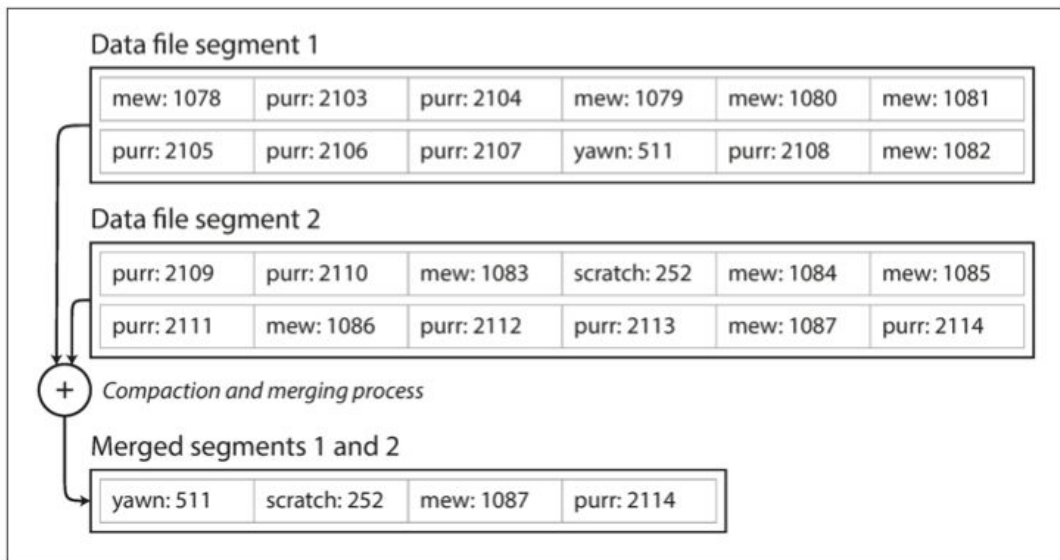 Data file segment 1
mew: 1078 purr: 2103 purr: 2104 mew: 1079 mew: 1080 mew: 1081
purr: 2105 purr: 2106 purr: 2107 yawn: 511 purr: 2108 mew: 1082
Data file segment 2
purr: 2109 purr: 2110 mew: 1083 scratch: 252 mew: 1084 mew: 1085
purr: 2111 mew: 1086 purr: 2112 purr: 2113 mew: 1087 purr: 2114
+ Compaction and merging process
Merged segments 1 and 2
yawn: 511 scratch: 252 mew: 1087 purr: 2114